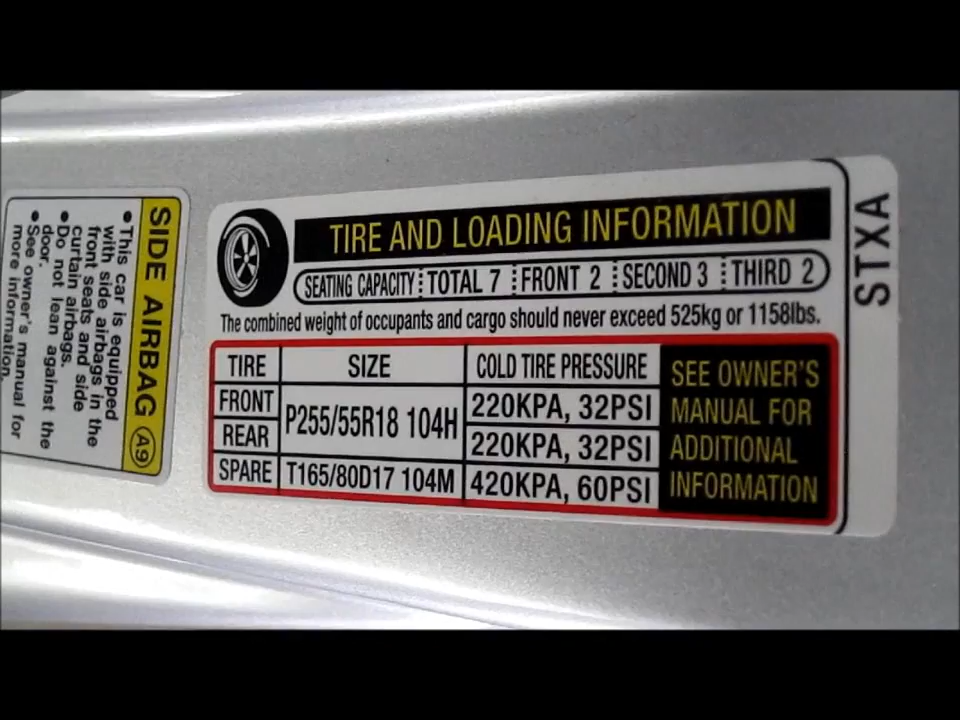 TIRE AND LOADING INFORMATION
SEATING CAPACITY TOTAL 7 FRONT 2 SECOND 3 THIRD 2
The combined weight of occupants and cargo should never exceed 525kg or 1158lbs.
TIRE SIZE COLD TIRE PRESSURE
FRONT P255/55R18 104H 220KPA, 32PSI
REAR 220KPA, 32PSI
SPARE T165/80D17 104M 420KPA, 60PSI
SEE OWNER'S
MANUAL FOR
ADDITIONAL
INFORMATION
STXA
SIDE AIRBAG A9
• This car is equipped
with side airbags in the
front seats and side
curtain airbags.
• Do not lean against the
door.
• See owner's manual for
more information.